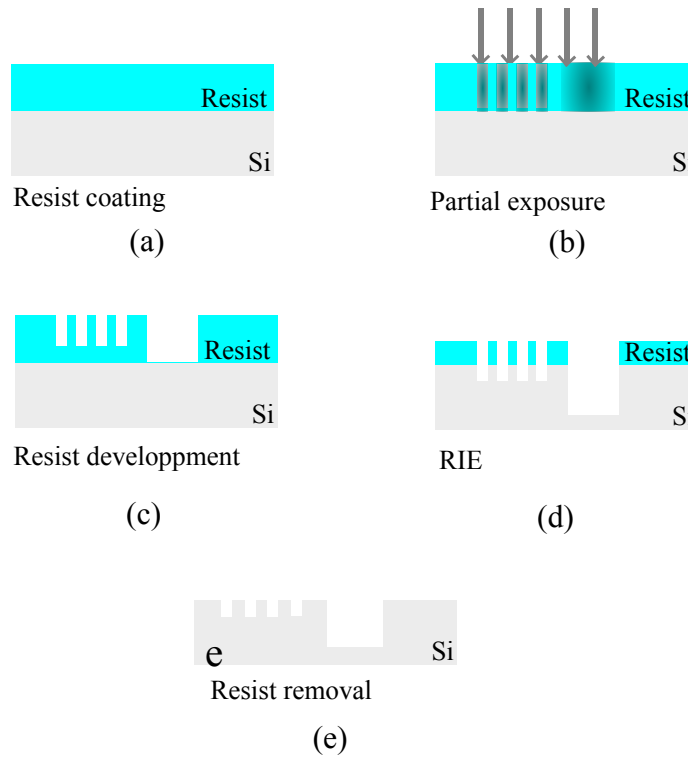 Resist
Si
Resist coating
(a)
Resist
S
Partial exposure
(b)
Resist
Si
Resist developpment
(c)
Resist
S
RIE
(d)
e
Si
Resist removal
(e)